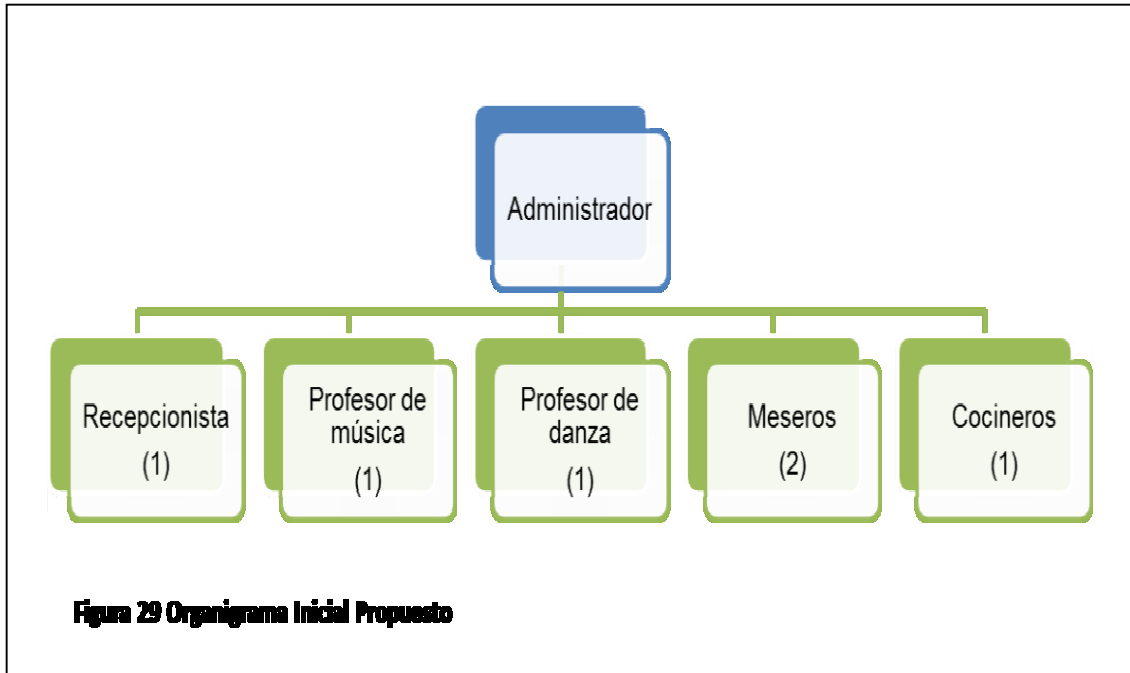 Administrador
Recepcionista
(1)
Profesor de
música
(1)
Profesor de
danza
(1)
Meseros
(2)
Cocineros
(1)
Figura 29 Organigrama Inicial Propuesto